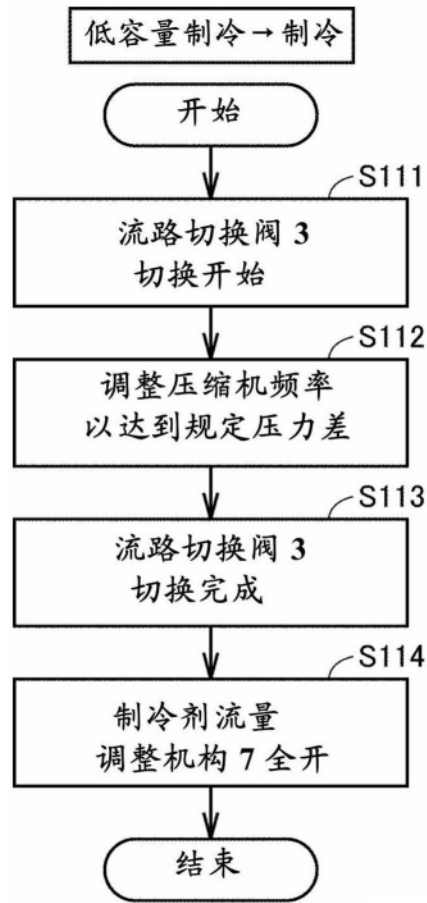 低容量制冷→制冷
开始
S111
流路切换阀 3
切换开始
S112
调整压缩机频率
以达到规定压力差
S113
流路切换阀 3
切换完成
S114
制冷剂流量
调整机构 7 全开
结束